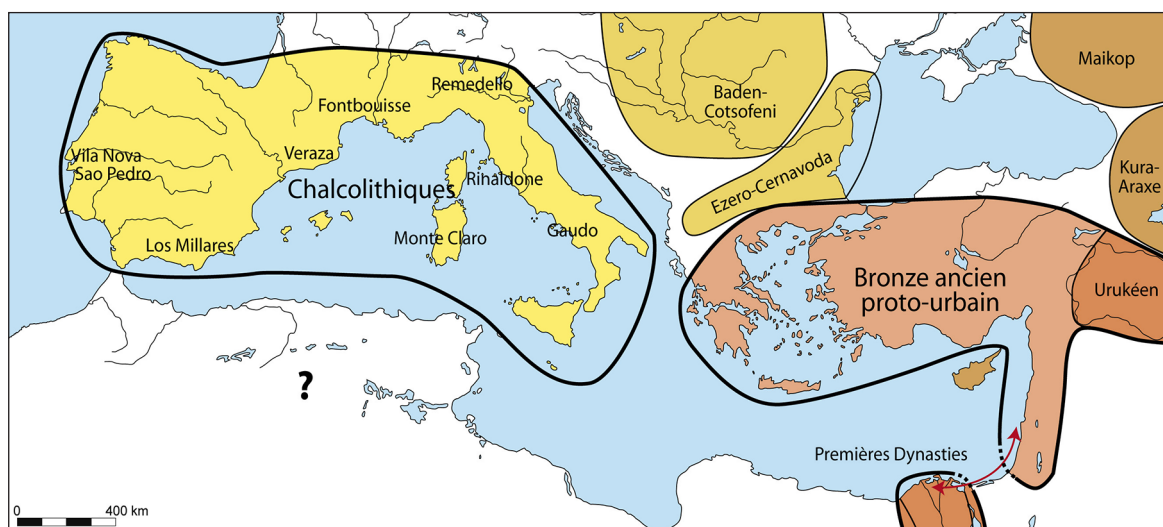 Maikop
Baden-
Cotsofeni
Remedello
Fontbouisse
Veraza
Vila Nova
Sao Pedro
Chalcolithiques
Rinaldone
Kura-
Araxe
Ezero-Cernavoda
Los Millares
Monte Claro
Gaudo
Bronze ancien
proto-urbain
Urukéen
?
Premières Dynasties
0 400 km